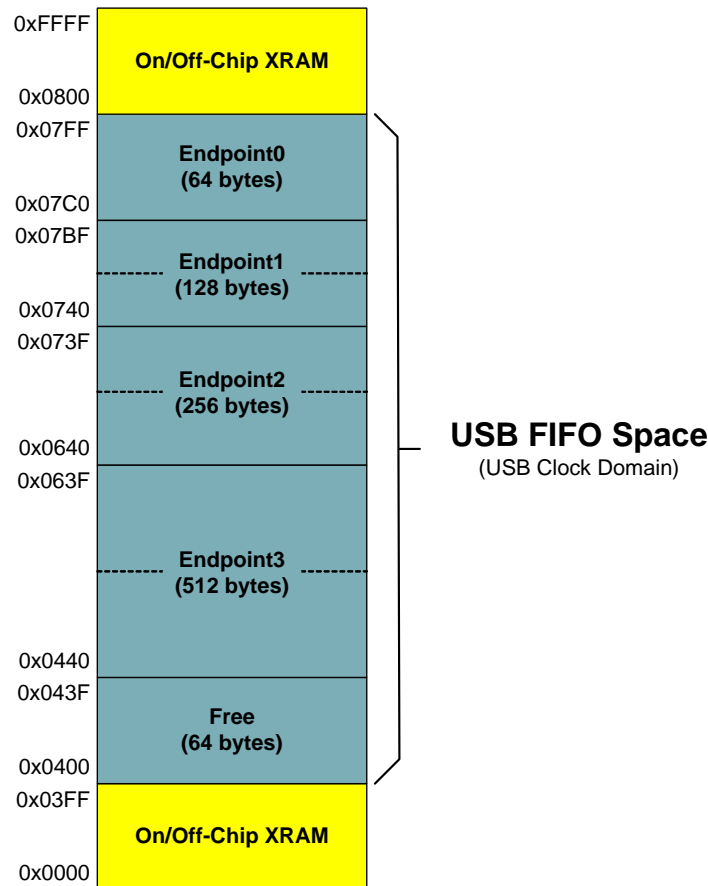 0xFFFF
On/Off-Chip XRAM
0x0800
0x07FF
Endpoint0
(64 bytes)
0x07C0
0x07BF
Endpoint1
(128 bytes)
0x0740
0x073F
Endpoint2
(256 bytes)
0x0640
0x063F
Endpoint3
(512 bytes)
0x0440
0x043F
Free
(64 bytes)
0x0400
0x03FF
On/Off-Chip XRAM
0x0000
USB FIFO Space
(USB Clock Domain)